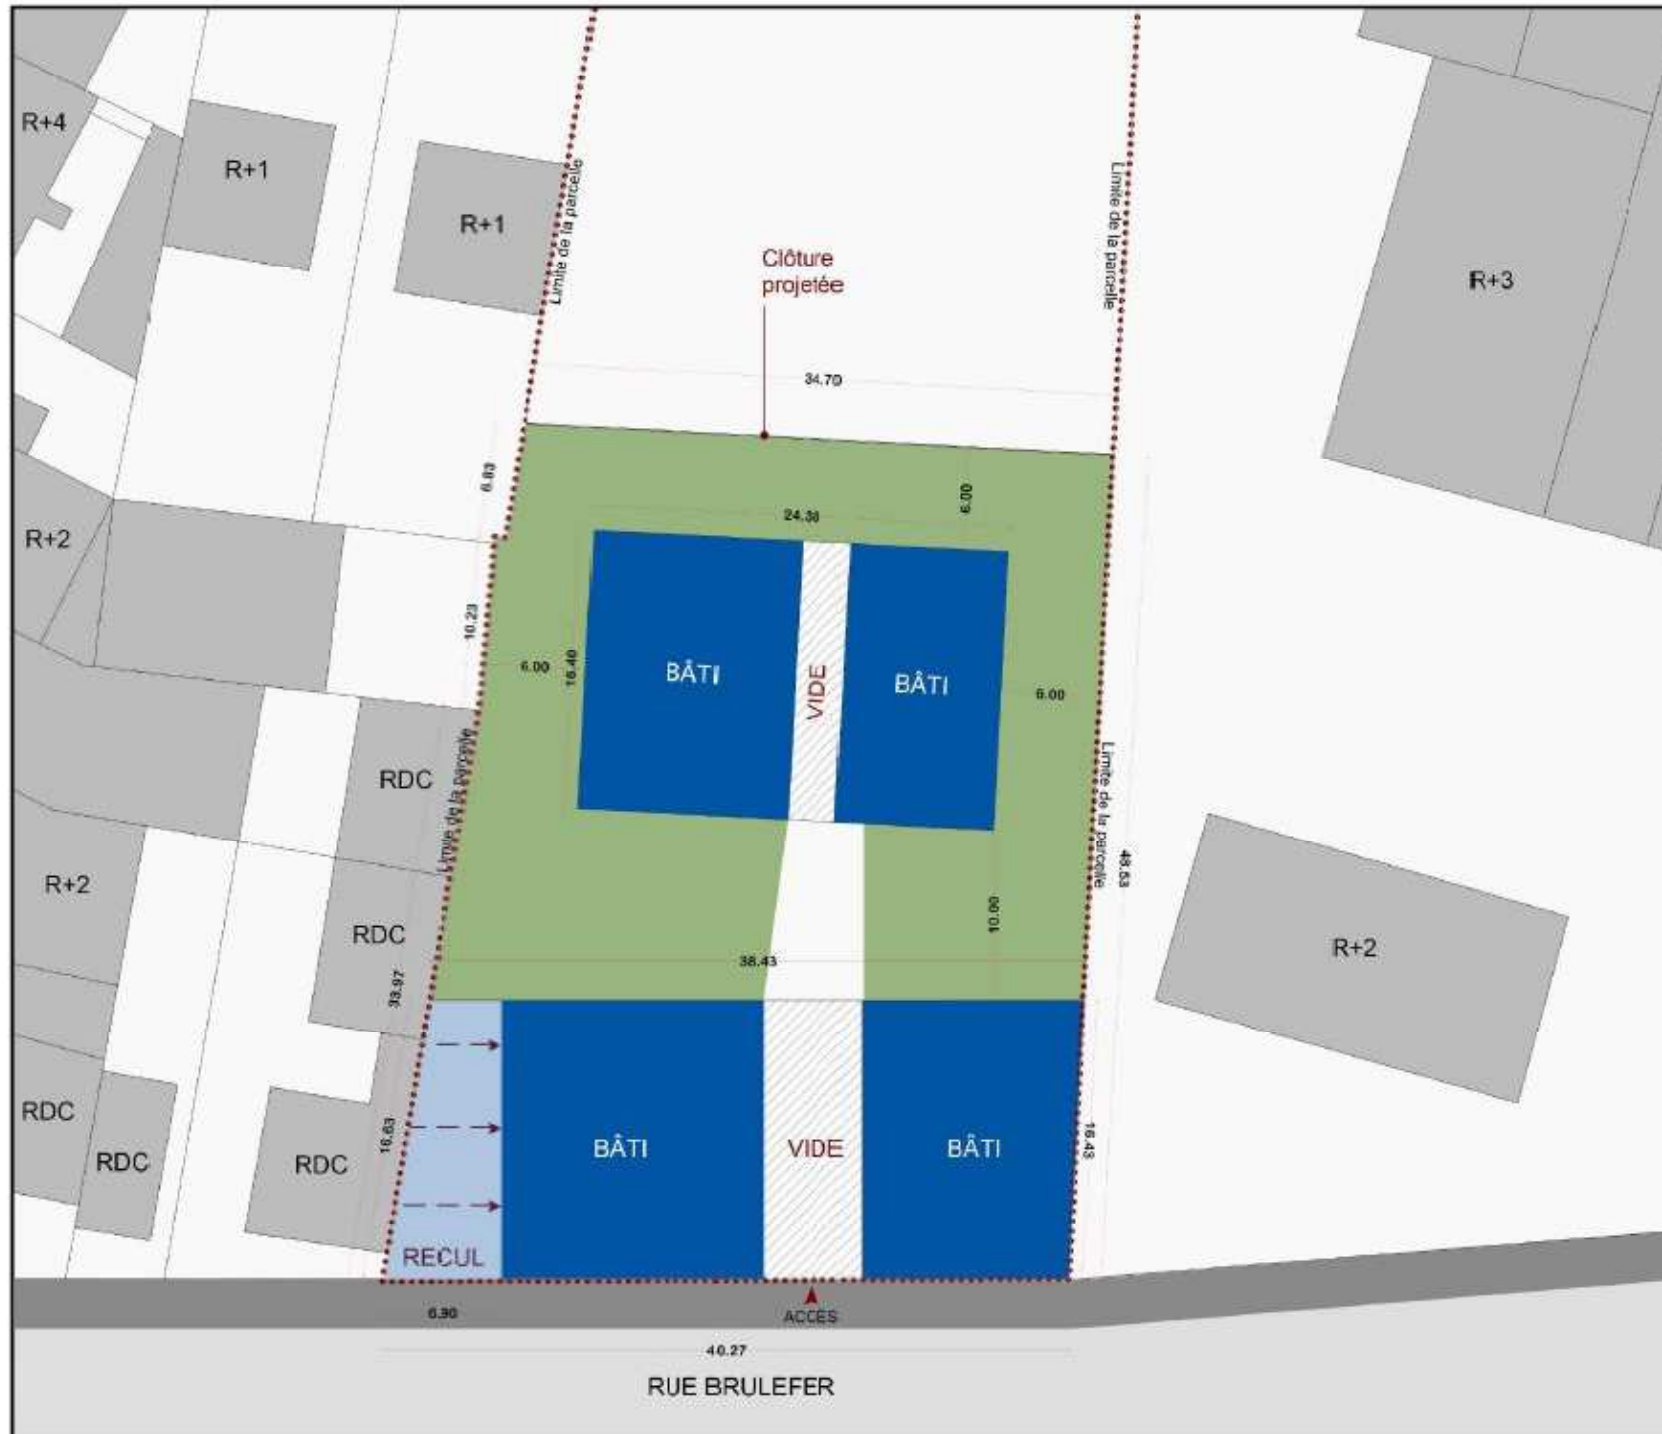 R+4
R+1
R+1
Limite de la parcelle
Limite de la parcelle
Clôture
projetée
R+3
34.70
6.83
6.00
24.38
R+2
10.23
6.00
16.40
BÂTI
VIDE
BÂTI
6.00
RDC
Limite de la parcelle
Limite de la parcelle
48.53
R+2
RDC
10.00
R+2
38.43
33.97
RDC
RDC
RDC
16.63
BÂTI
VIDE
BÂTI
16.43
RECUL
6.90
ACCÈS
40.27
RUE BRULEFER